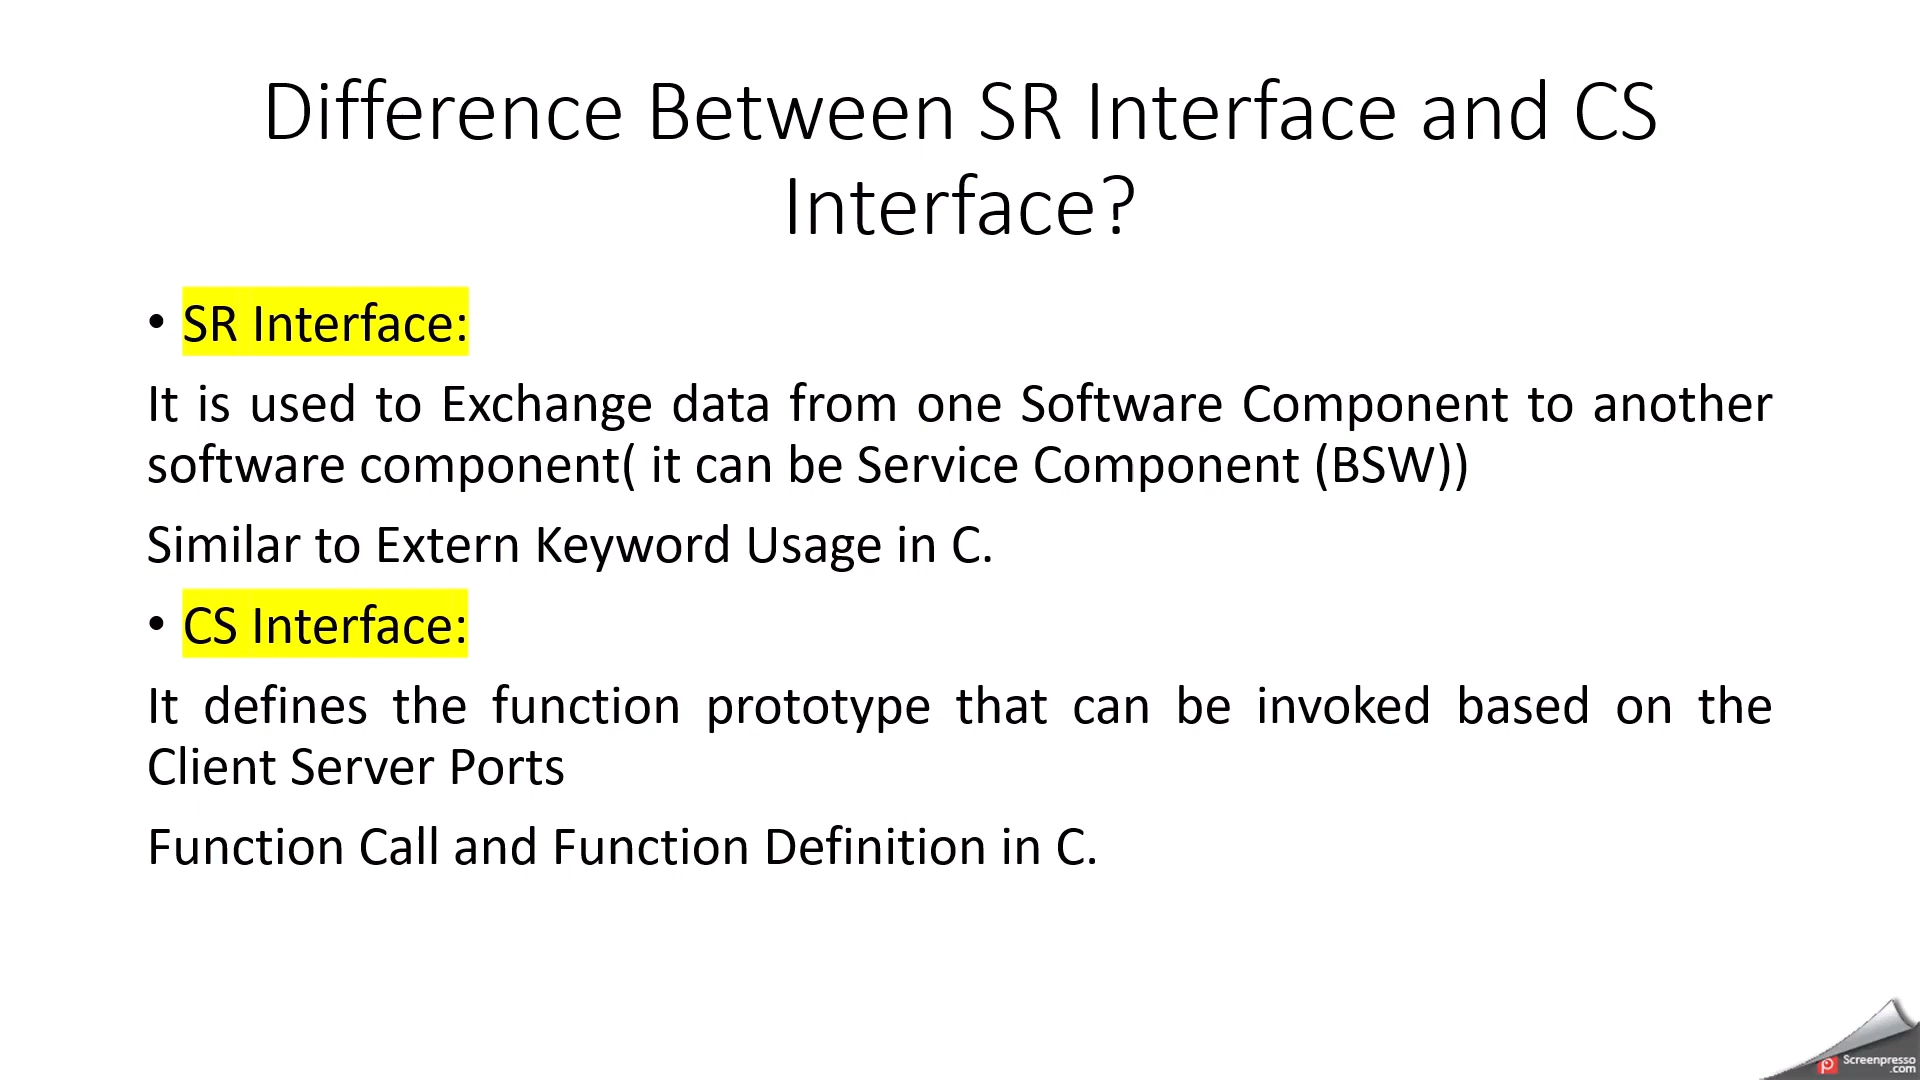 Difference Between SR Interface and CS
Interface?
• SR Interface:
It is used to Exchange data from one Software Component to another
software component( it can be Service Component (BSW))
Similar to Extern Keyword Usage in C.
• CS Interface:
It defines the function prototype that can be invoked based on the
Client Server Ports
Function Call and Function Definition in C.
Screenpresso
.com